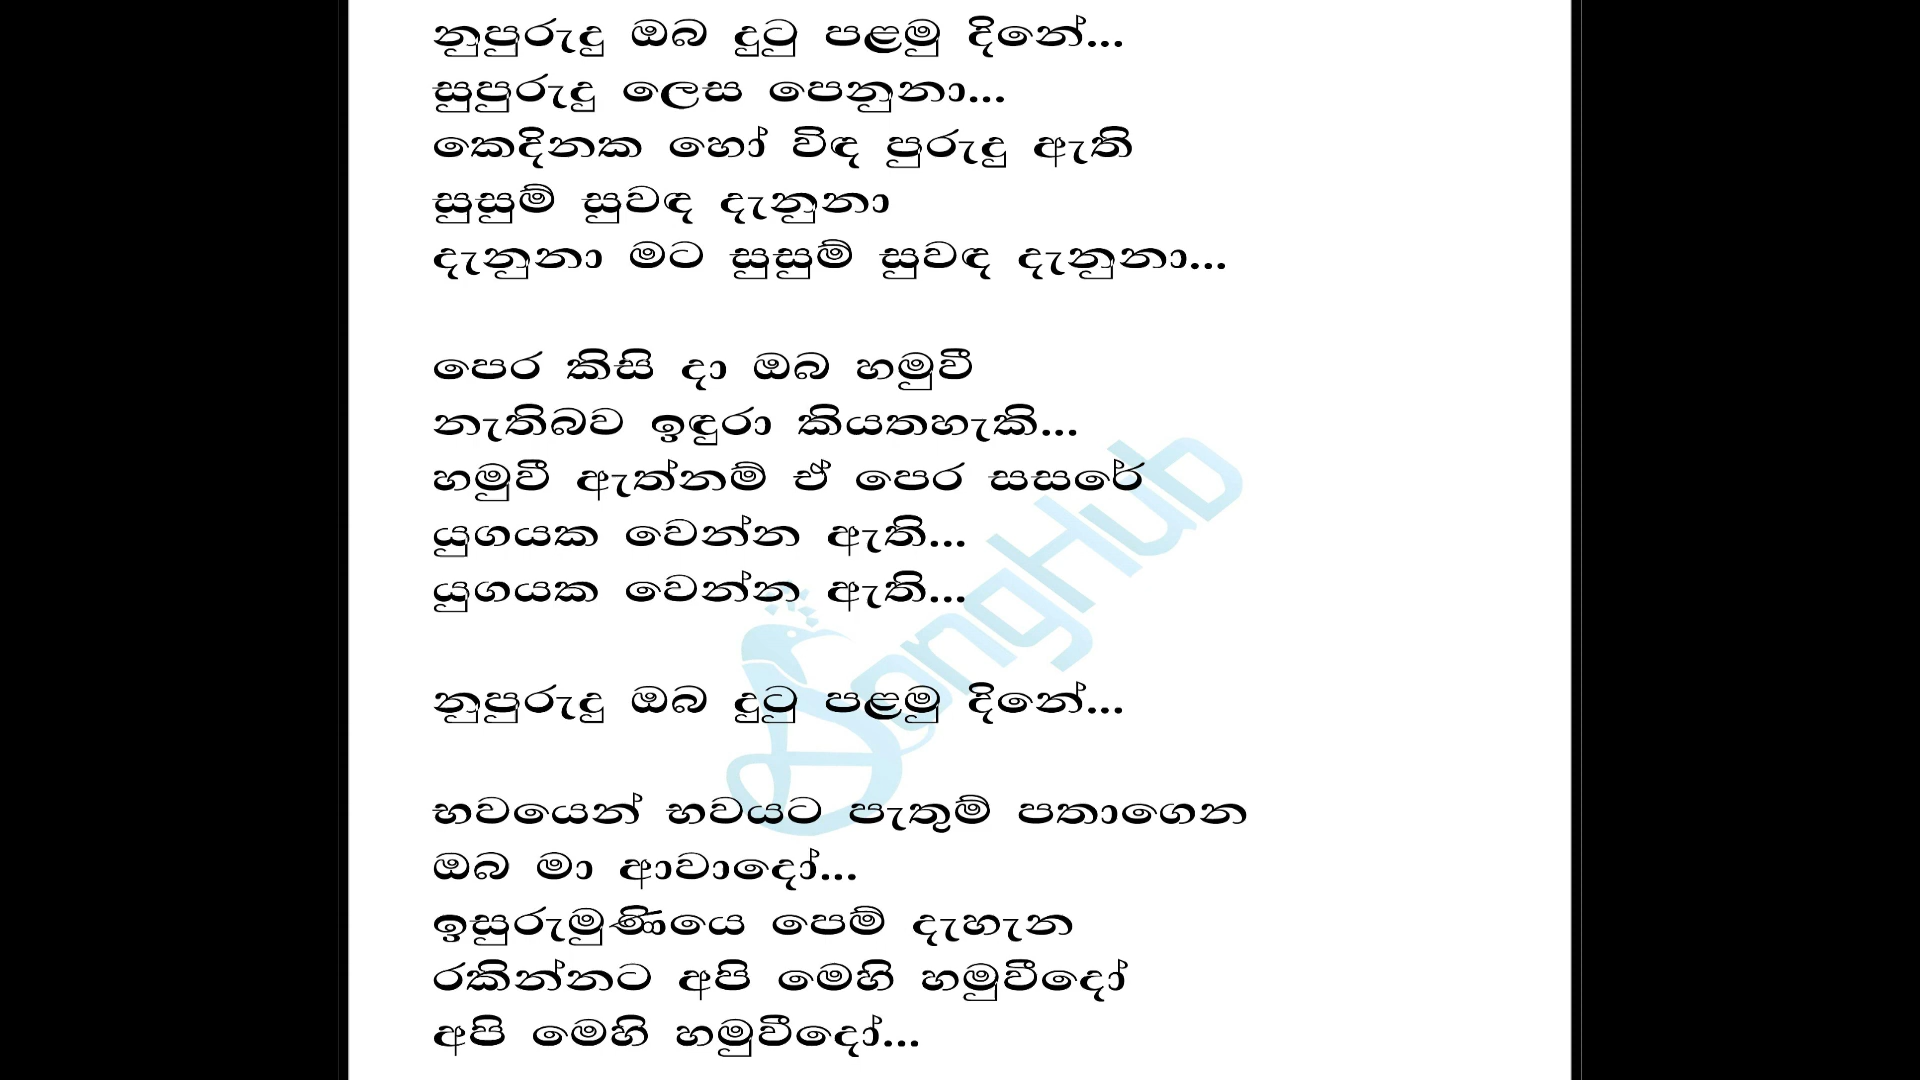 නුපුරුදු ඔබ දුටු පළමු දිනේ...
සුපුරුදු ලෙස පෙනුනා...
කෙදිනක හෝ විඳ පුරුදු ඇති
සුසුම් සුවඳ දැනුනා
දැනුනා මට සුසුම් සුවඳ දැනුනා...
පෙර කිසි දා ඔබ හමුවී
නැතිබව ඉඳුරා කියතහැකි...
හමුවී ඇත්නම් ඒ පෙර සසරේ
යුගයක වෙන්න ඇති...
යුගයක වෙන්න ඇති...
නුපුරුදු ඔබ දුටු පළමු දිනේ...
භවයෙන් භවයට පැතුම් පතාගෙන
ඔබ මා ආවාදෝ...
ඉසුරුමුණියෙ පෙම් දැහැන
රකින්නට අපි මෙහි හමුවීදෝ
අපි මෙහි හමුවීදෝ...
SongHub